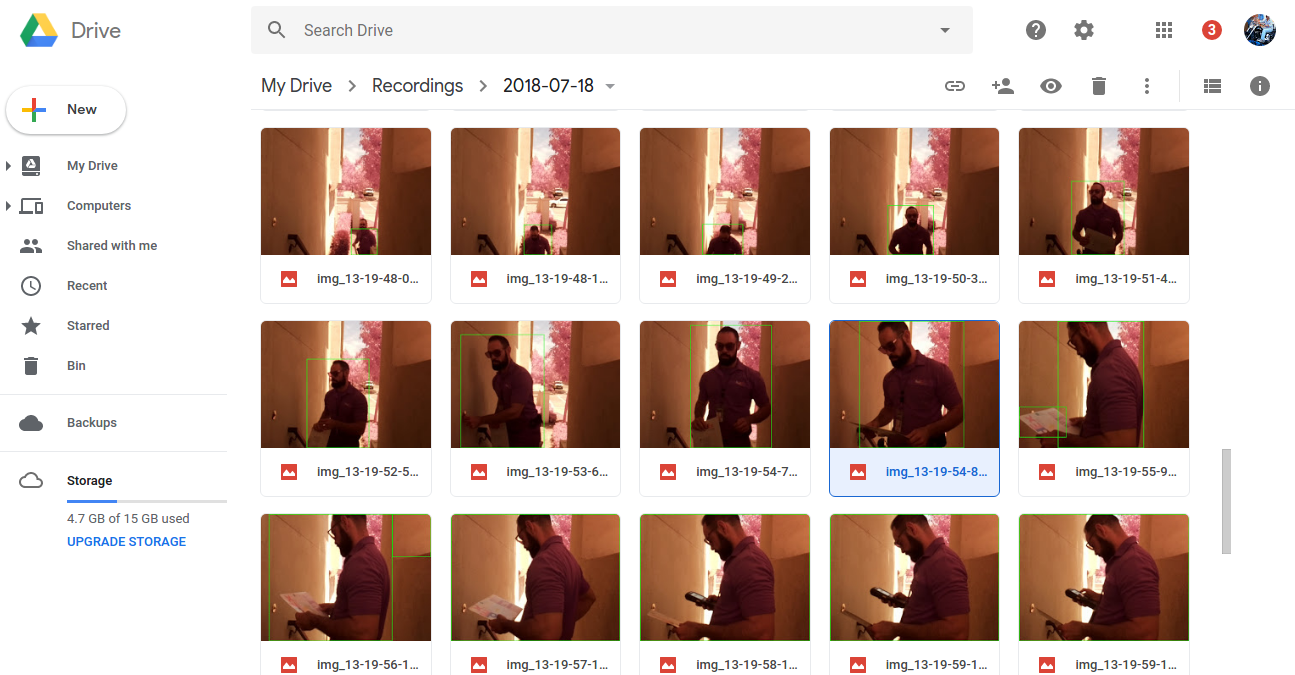 Drive
Search Drive
3
My Drive
Recordings
2018-07-18
New
My Drive
Computers
Shared with me
Recent
Starred
Bin
Backups
Storage
4.7 GB of 15 GB used
UPGRADE STORAGE
img_13-19-48-0...
img_13-19-48-1...
img_13-19-49-2...
img_13-19-50-3...
img_13-19-51-4...
img_13-19-52-5...
img_13-19-53-6...
img_13-19-54-7...
img_13-19-54-8...
img_13-19-55-9...
img_13-19-56-1...
img_13-19-57-1...
img_13-19-58-1...
img_13-19-59-1...
img_13-19-59-1...